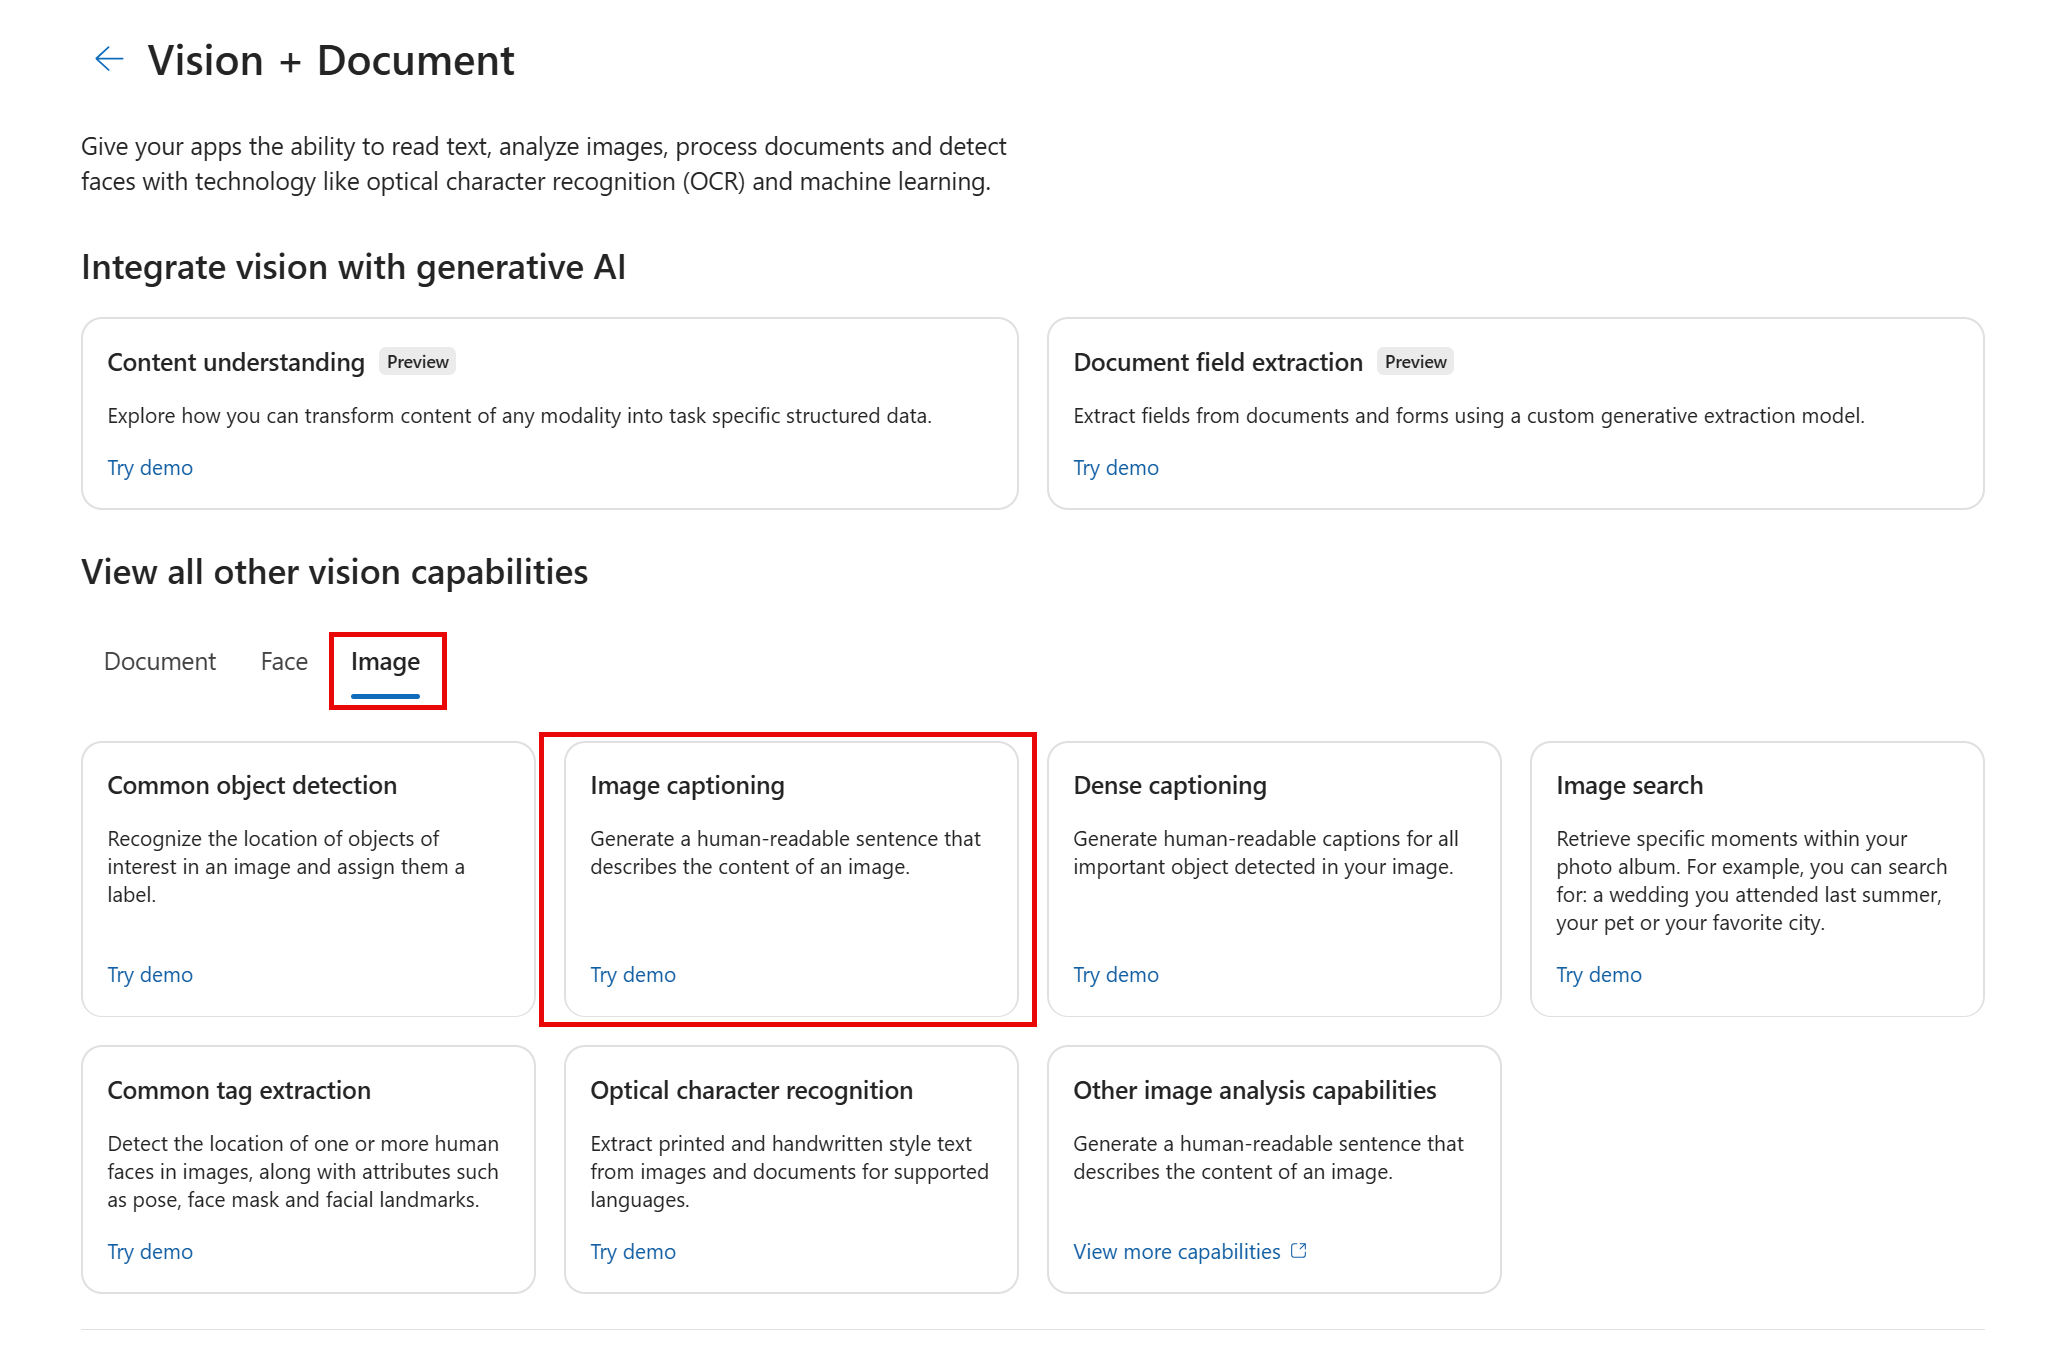 Vision + Document
Give your apps the ability to read text, analyze images, process documents and detect
faces with technology like optical character recognition (OCR) and machine learning.
Integrate vision with generative AI
Content understanding Preview
Explore how you can transform content of any modality into task specific structured data.
Try demo
Document field extraction Preview
Extract fields from documents and forms using a custom generative extraction model.
Try demo
View all other vision capabilities
Document Face Image
Common object detection
Recognize the location of objects of
interest in an image and assign them a
label.
Try demo
Image captioning
Generate a human-readable sentence that
describes the content of an image.
Try demo
Dense captioning
Generate human-readable captions for all
important object detected in your image.
Try demo
Image search
Retrieve specific moments within your
photo album. For example, you can search
for: a wedding you attended last summer,
your pet or your favorite city.
Try demo
Common tag extraction
Detect the location of one or more human
faces in images, along with attributes such
as pose, face mask and facial landmarks.
Try demo
Optical character recognition
Extract printed and handwritten style text
from images and documents for supported
languages.
Try demo
Other image analysis capabilities
Generate a human-readable sentence that
describes the content of an image.
View more capabilities